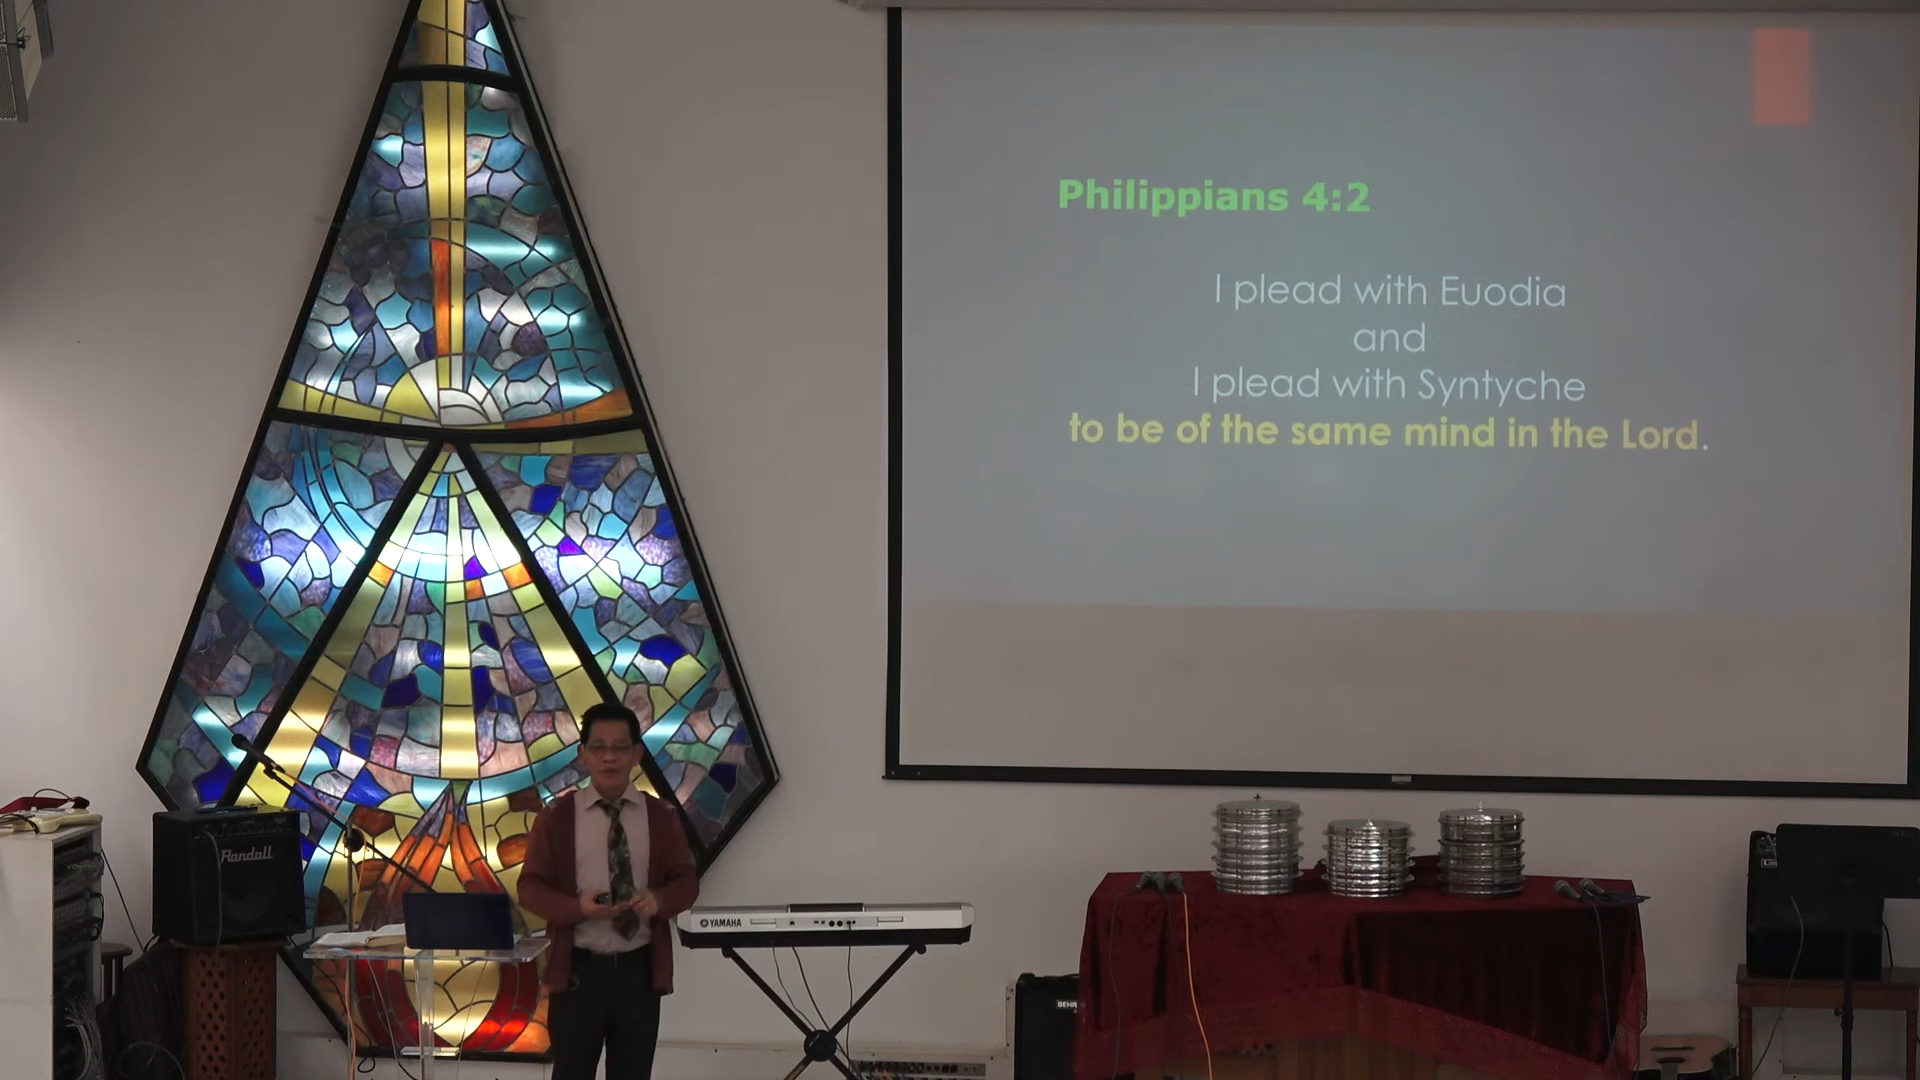 Philippians 4:2
I plead with Euodia
and
I plead with Syntyche
to be of the same mind in the Lord.
Randall
YAMAHA
BEHR